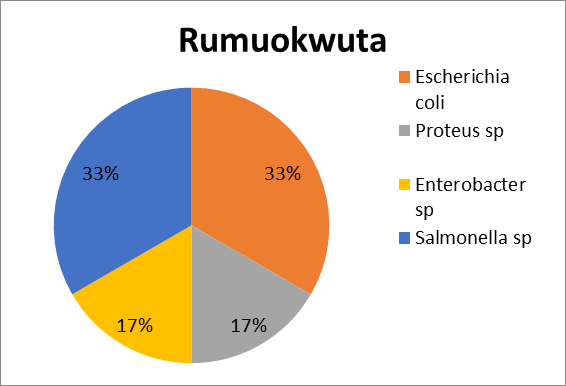 Rumuokwuta
Escherichia
coli
Proteus sp
Enterobacter
sp
Salmonella sp
33%
33%
17%
17%